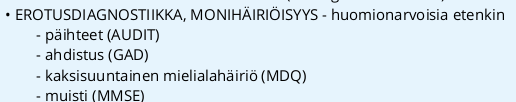 • EROTUSDIAGNOSTIIKKA, MONIHÄIRIÖISYYS - huomionarvoisia etenkin
- päihteet (AUDIT)
- ahdistus (GAD)
- kaksisuuntainen mielialahäiriö (MDQ)
- muisti (MMSE)